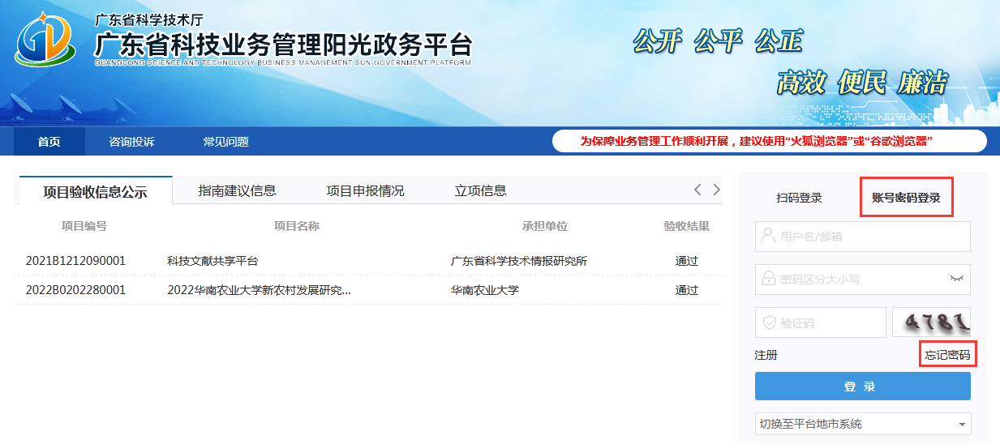 广东省科学技术厅
广东省科技业务管理阳光政务平台
GUANGDONG SCIENCE AND TECHNOLOGY BUSINESS MANAGEMENT SUN-GOVERNMENT PLATFORM
公开 公平 公正
高效 便民 廉洁
首页 咨询投诉 常见问题
为保障业务管理工作顺利开展，建议使用“火狐浏览器”或“谷歌浏览器”
项目验收信息公示 指南建议信息 项目申报情况 立项信息
项目编号 项目名称 承担单位 验收结果
2021B1212090001 科技文献共享平台 广东省科学技术情报研究所 通过
2022B0202280001 2022华南农业大学新农村发展研究... 华南农业大学 通过
扫码登录 账号密码登录
用户名/邮箱
密码区分大小写
验证码 4781
注册 忘记密码
登 录
切换至平台地市系统